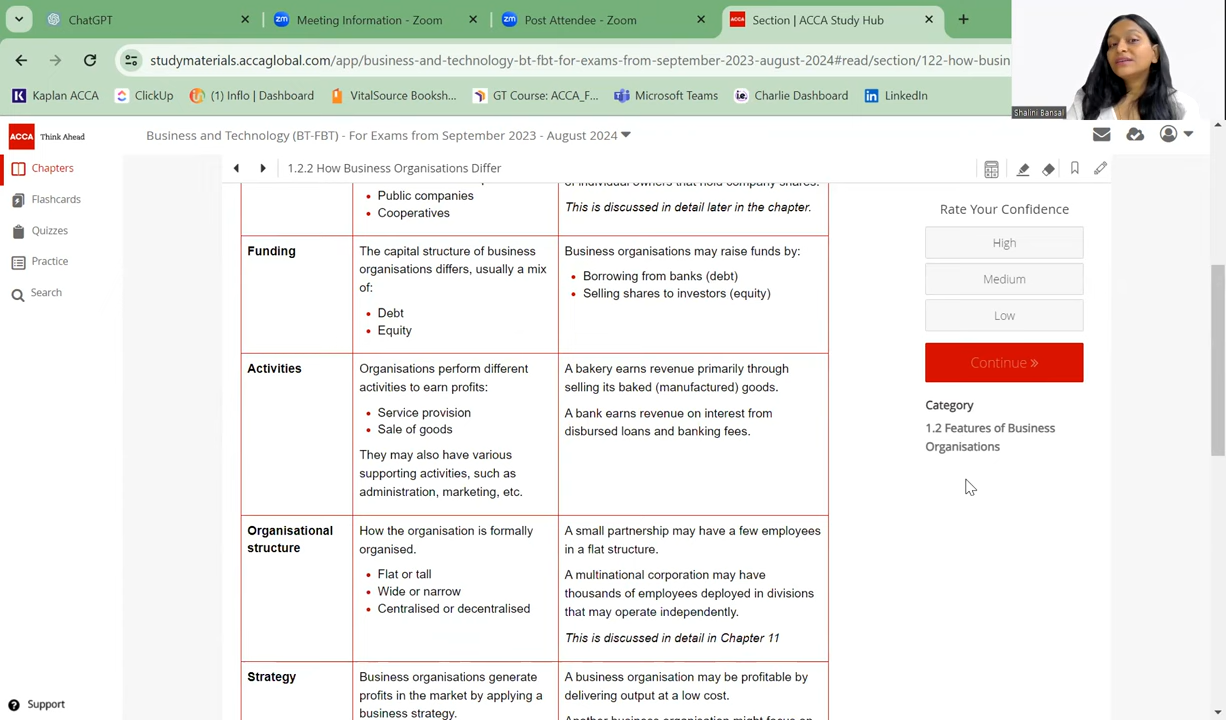 ChatGPT
Meeting Information - Zoom
Post Attendee - Zoom
Section | ACCA Study Hub
studymaterials.accaglobal.com/app/business-and-technology-bt-fbt-for-exams-from-september-2023-august-2024#read/section/122-how-busin
Kaplan ACCA
ClickUp
(1) Inflo | Dashboard
VitalSource Booksh...
GT Course: ACCA_F...
Microsoft Teams
Charlie Dashboard
LinkedIn
Shalini Bansal
ACCA
Think Ahead
Business and Technology (BT-FBT) - For Exams from September 2023 - August 2024
Chapters
Flashcards
Quizzes
Practice
Search
Support
1.2.2 How Business Organisations Differ
Public companies
Cooperatives
of individual owners that hold company shares.
This is discussed in detail later in the chapter.
Funding
The capital structure of business
organisations differs, usually a mix
of:
Debt
Equity
Business organisations may raise funds by:
Borrowing from banks (debt)
Selling shares to investors (equity)
Activities
Organisations perform different
activities to earn profits:
Service provision
Sale of goods
They may also have various
supporting activities, such as
administration, marketing, etc.
A bakery earns revenue primarily through
selling its baked (manufactured) goods.
A bank earns revenue on interest from
disbursed loans and banking fees.
Organisational
structure
How the organisation is formally
organised.
Flat or tall
Wide or narrow
Centralised or decentralised
A small partnership may have a few employees
in a flat structure.
A multinational corporation may have
thousands of employees deployed in divisions
that may operate independently.
This is discussed in detail in Chapter 11
Strategy
Business organisations generate
profits in the market by applying a
business strategy.
A business organisation may be profitable by
delivering output at a low cost.
Another business organisation might focus on
Rate Your Confidence
High
Medium
Low
Continue »
Category
1.2 Features of Business
Organisations